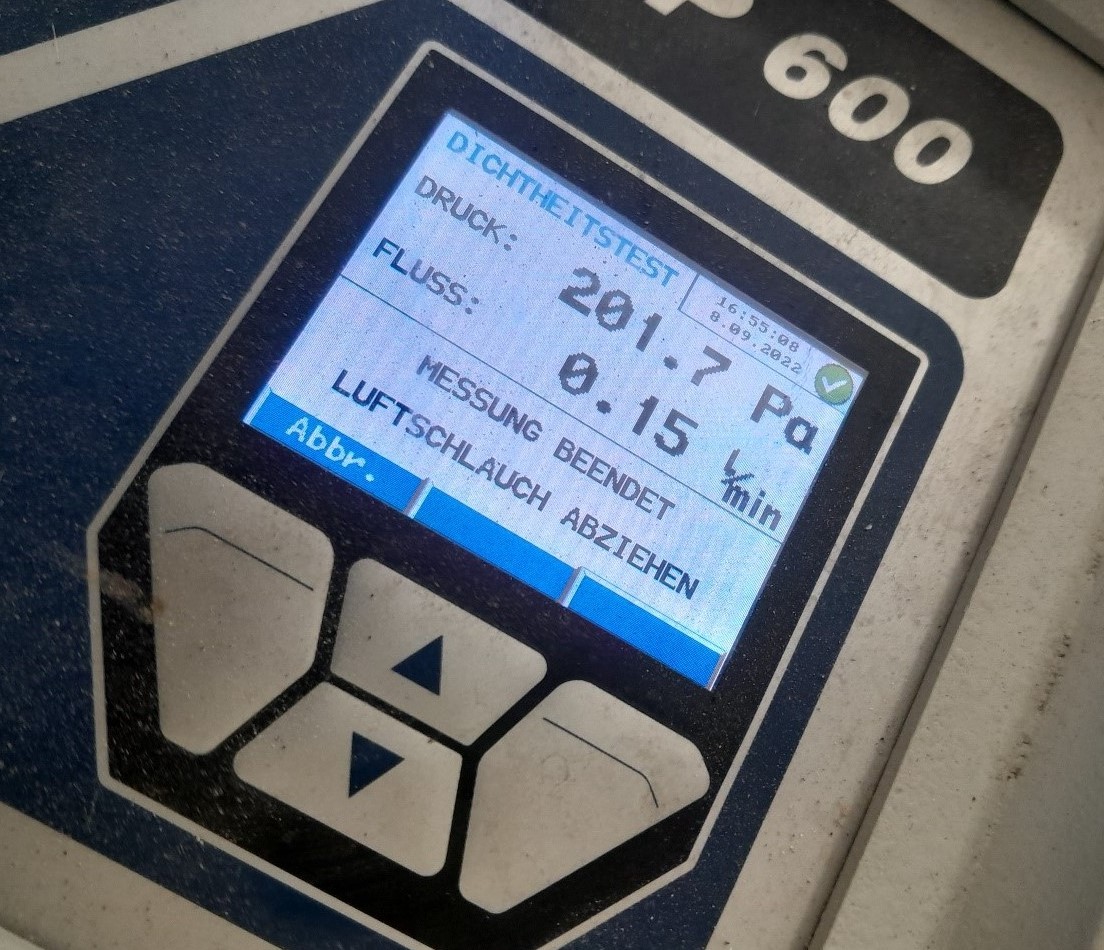 P 600
DICHTHEITSTEST
16:55:08
8.09.2022
DRUCK: 201.7 Pa
FLUSS: 0.15 L/min
MESSUNG BEENDET
LUFTSCHLAUCH ABZIEHEN
Abbr.